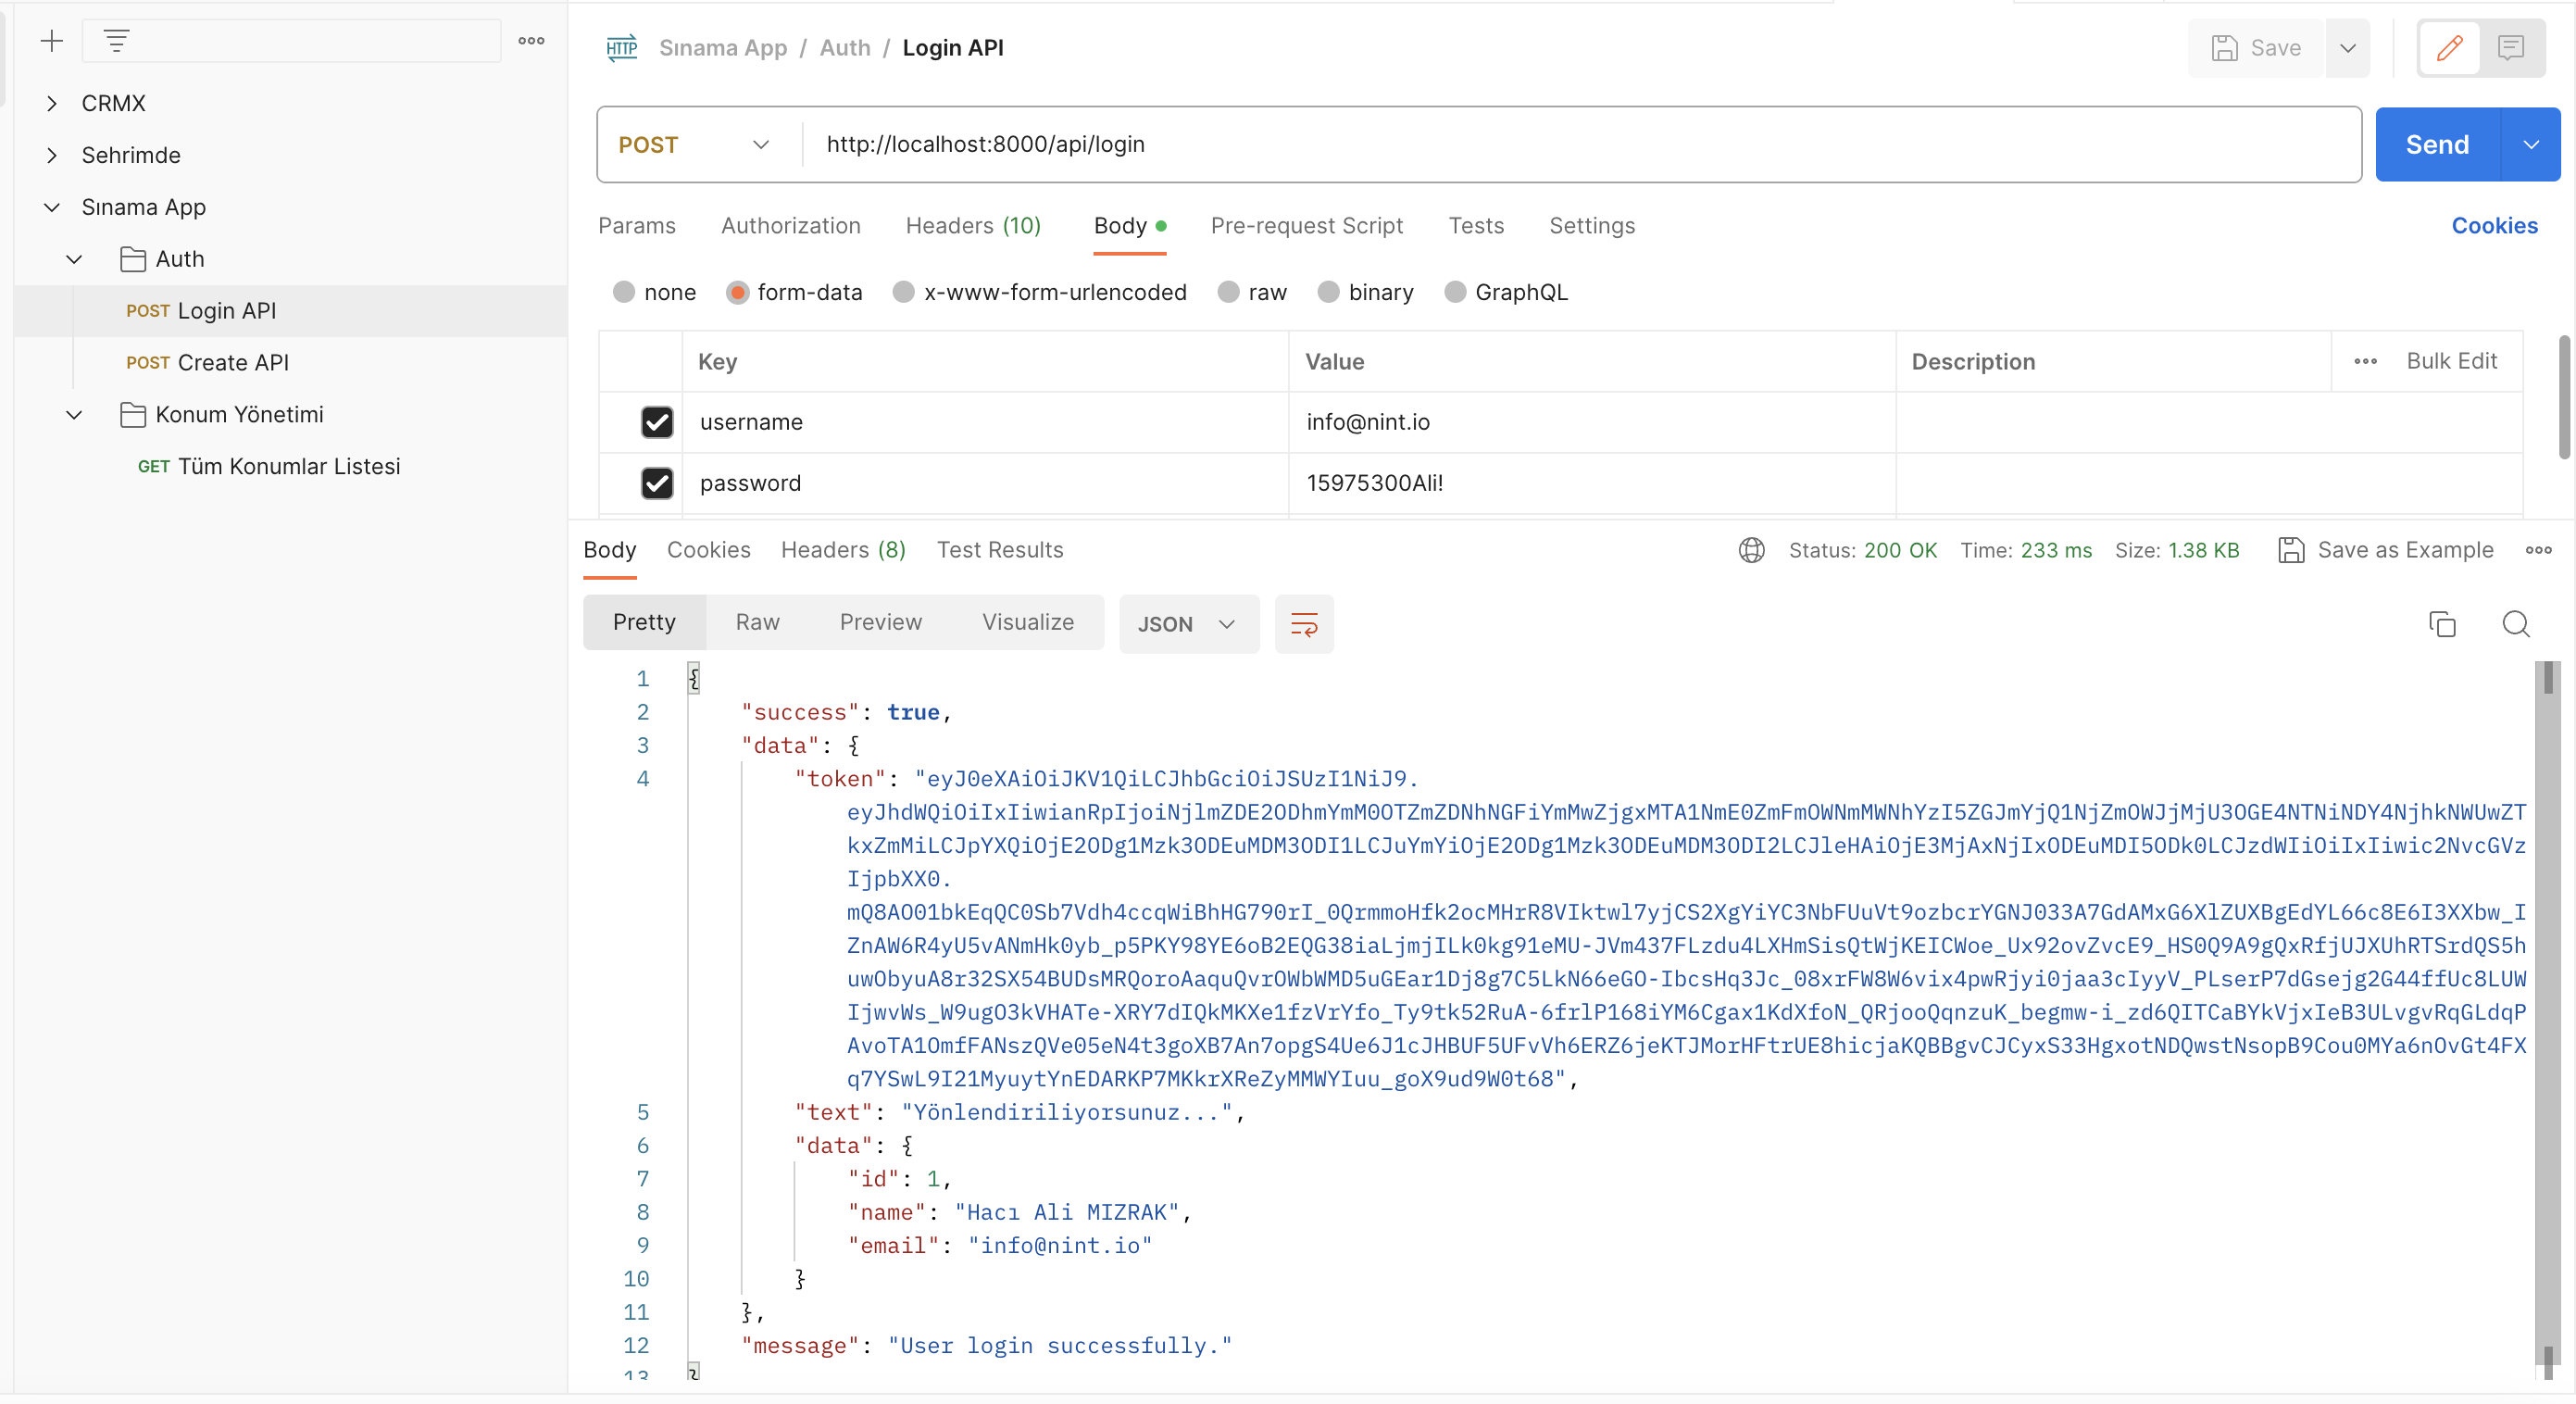 CRMX
Sehrimde
Sınama App
Auth
POST Login API
POST Create API
Konum Yönetimi
GET Tüm Konumlar Listesi
HTTP Sınama App / Auth / Login API
Save
POST http://localhost:8000/api/login
Send
Params Authorization Headers (10) Body Pre-request Script Tests Settings Cookies
none form-data x-www-form-urlencoded raw binary GraphQL
Key Value Description Bulk Edit
username info@nint.io
password 15975300Ali!
Body Cookies Headers (8) Test Results Status: 200 OK Time: 233 ms Size: 1.38 KB Save as Example
Pretty Raw Preview Visualize JSON
1 {
2 "success": true,
3 "data": {
4 "token": "eyJ0eXAiOiJKV1QiLCJhbGciOiJSUzI1NiJ9.
eyJhdWQiOiIxIiwianRpIjoiNjlmZDE2ODhmYmM0OTZmZDNhNGFiYmMwZjgxMTA1NmE0ZmFmOWNmMWNhYzI5ZGJmYjQ1NjZmOWJjMjU3OGE4NTNiNDY4NjhkNWUwZT
kxZmMiLCJpYXQiOjE2ODg1Mzk3ODEuMDM3ODI1LCJuYmYiOjE2ODg1Mzk3ODEuMDM3ODI2LCJleHAiOjE3MjAxNjIxODEuMDI5ODk0LCJzdWIiOiIxIiwic2NvcGVz
IjpbXX0.
mQ8AO01bkEqQC0Sb7Vdh4ccqWiBhHG790rI_0QrmmoHfk2ocMHrR8VIktwl7yjCS2XgYiYC3NbFUuVt9ozbcrYGNJ033A7GdAMxG6XlZUXBgEdYL66c8E6I3XXbw_I
ZnAW6R4yU5vANmHk0yb_p5PKY98YE6oB2EQG38iaLjmjILk0kg91eMU-JVm437FLzdu4LXHmSisQtWjKEICWoe_Ux92ovZvcE9_HS0Q9A9gQxRfjUJXUhRTSrdQS5h
uwObyuA8r32SX54BUDsMRQoroAaquQvrOWbWMD5uGEar1Dj8g7C5LkN66eGO-IbcsHq3Jc_08xrFW8W6vix4pwRjyi0jaa3cIyyV_PLserP7dGsejg2G44ffUc8LUW
IjwvWs_W9ugO3kVHATe-XRY7dIQkMKXe1fzVrYfo_Ty9tk52RuA-6frlP168iYM6Cgax1KdXfoN_QRjooQqnzuK_begmw-i_zd6QITCaBYkVjxIeB3ULvgvRqGLdqP
AvoTA1OmfFANszQVe05eN4t3goXB7An7opgS4Ue6J1cJHBUF5UFvVh6ERZ6jeKTJMorHFtrUE8hicjaKQBBgvCJCyxS33HgxotNDQwstNsopB9Cou0MYa6nOvGt4FX
q7YSwL9I21MyuytYnEDARKP7MKkrXReZyMMWYIuu_goX9ud9W0t68",
5 "text": "Yönlendiriliyorsunuz...",
6 "data": {
7 "id": 1,
8 "name": "Hacı Ali MIZRAK",
9 "email": "info@nint.io"
10 }
11 },
12 "message": "User login successfully."
13 }